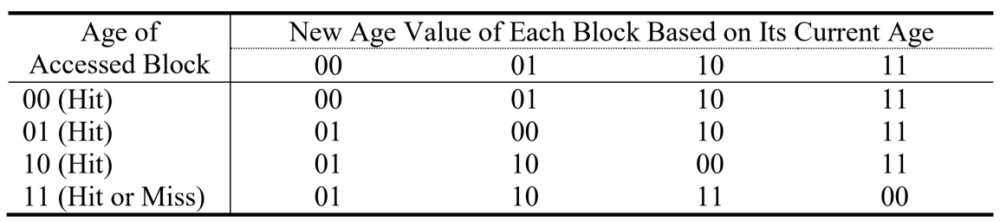 Age of New Age Value of Each Block Based on Its Current Age
Accessed Block 00 01 10 11
00 (Hit) 00 01 10 11
01 (Hit) 01 00 10 11
10 (Hit) 01 10 00 11
11 (Hit or Miss) 01 10 11 00